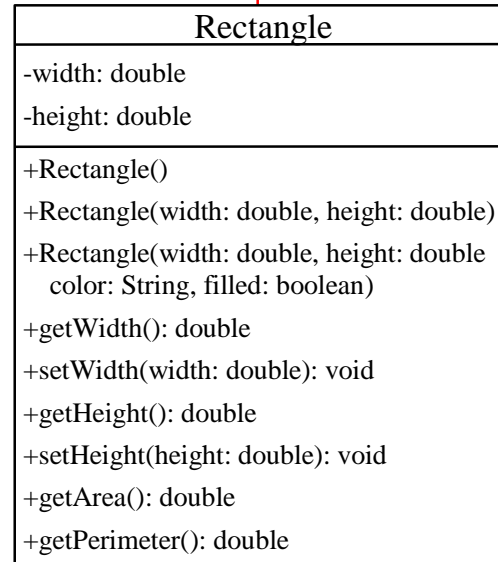 Rectangle
-width: double
-height: double
+Rectangle()
+Rectangle(width: double, height: double)
+Rectangle(width: double, height: double
color: String, filled: boolean)
+getWidth(): double
+setWidth(width: double): void
+getHeight(): double
+setHeight(height: double): void
+getArea(): double
+getPerimeter(): double